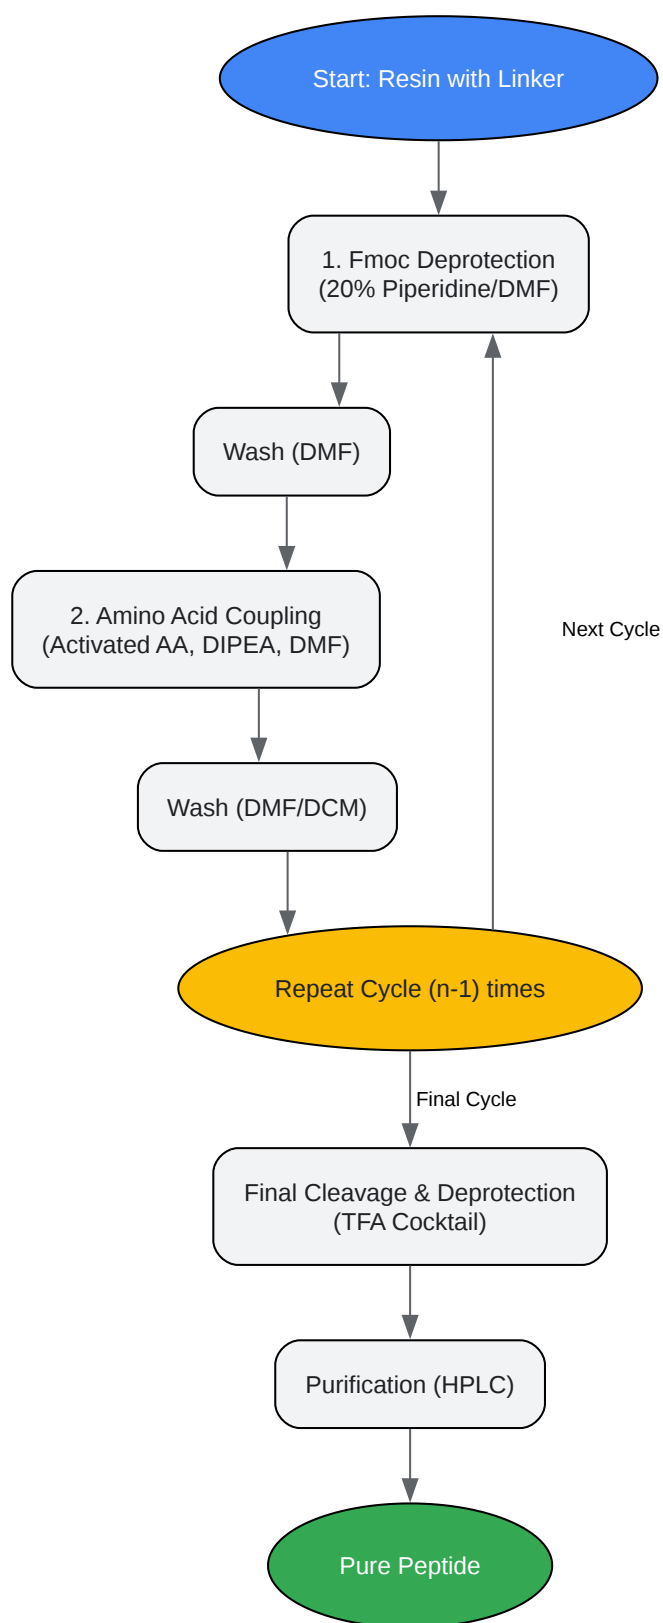 Start: Resin with Linker
1. Fmoc Deprotection
(20% Piperidine/DMF)
Wash (DMF)
2. Amino Acid Coupling
(Activated AA, DIPEA, DMF)
Next Cycle
Wash (DMF/DCM)
Repeat Cycle (n-1) times
Final Cycle
Final Cleavage & Deprotection
(TFA Cocktail)
Purification (HPLC)
Pure Peptide